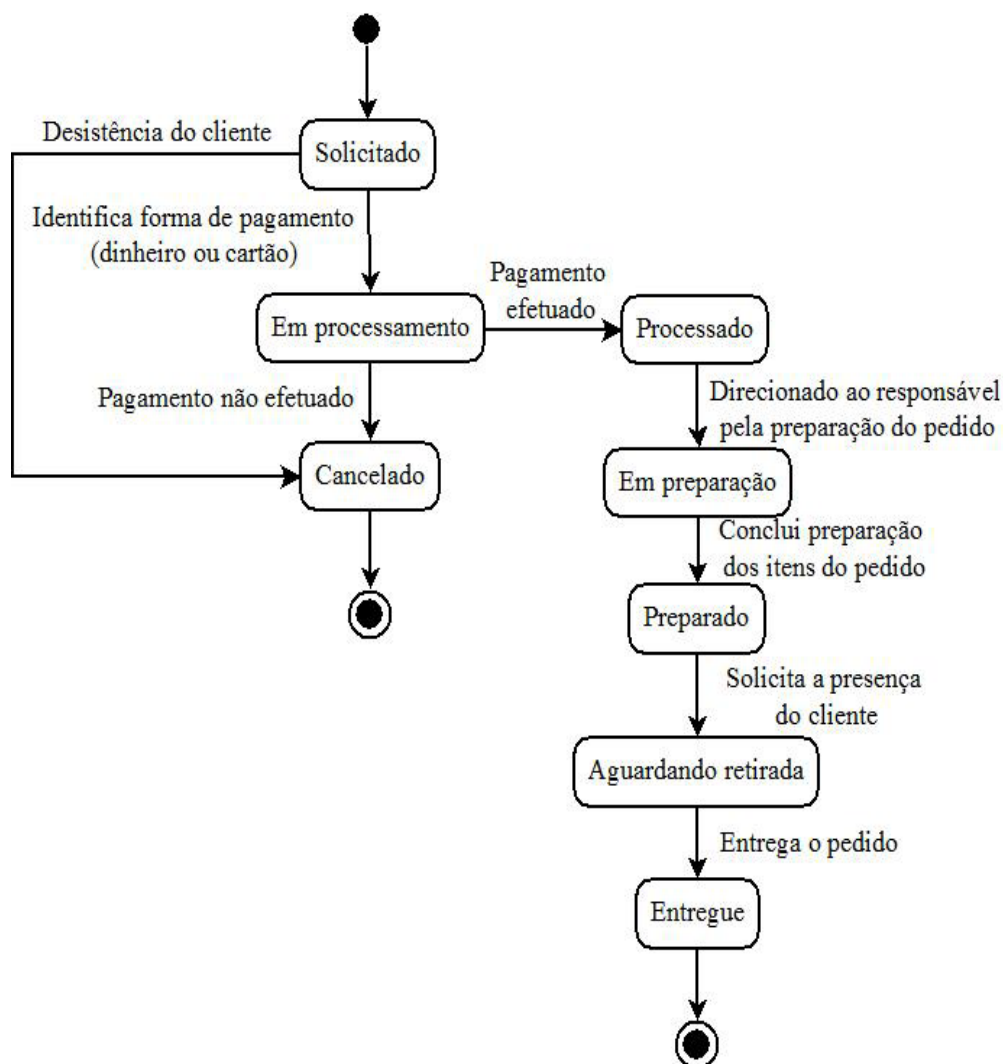 Desistência do cliente
Solicitado
Identifica forma de pagamento
(dinheiro ou cartão)
Pagamento
efetuado
Em processamento
Processado
Pagamento não efetuado
Direcionado ao responsável
pela preparação do pedido
Cancelado
Em preparação
Conclui preparação
dos itens do pedido
Preparado
Solicita a presença
do cliente
Aguardando retirada
Entrega o pedido
Entregue